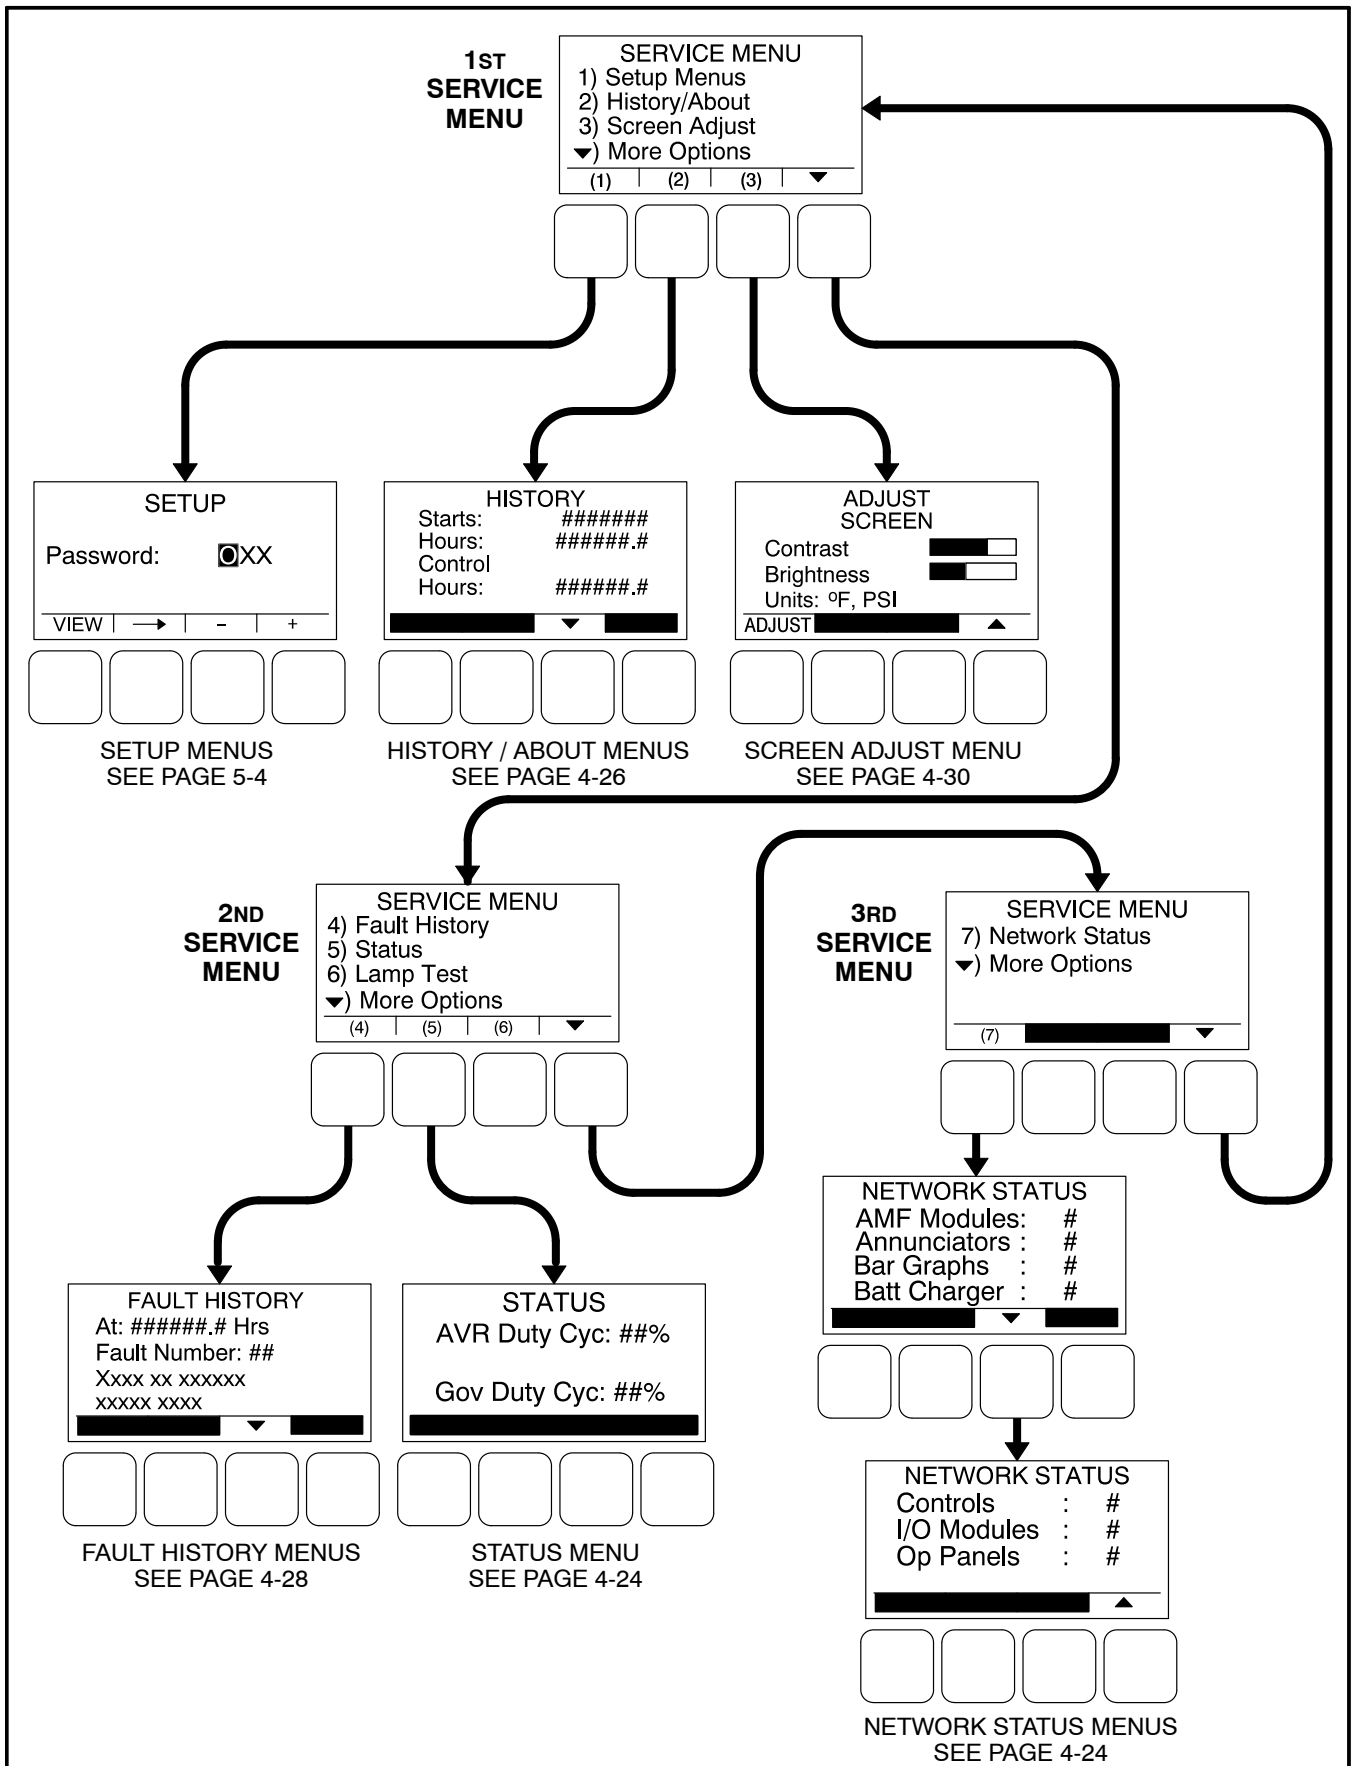 1ST
SERVICE
MENU
SERVICE MENU
1) Setup Menus
2) History/About
3) Screen Adjust
▼) More Options
(1) (2) (3) ▼
SETUP
Password: 0XX
VIEW → - +
SETUP MENUS
SEE PAGE 5-4
HISTORY
Starts: #######
Hours: ######.#
Control
Hours: ######.#
▼
HISTORY / ABOUT MENUS
SEE PAGE 4-26
ADJUST
SCREEN
Contrast
Brightness
Units: ºF, PSI
ADJUST ▲
SCREEN ADJUST MENU
SEE PAGE 4-30
2ND
SERVICE
MENU
SERVICE MENU
4) Fault History
5) Status
6) Lamp Test
▼) More Options
(4) (5) (6) ▼
3RD
SERVICE
MENU
SERVICE MENU
7) Network Status
▼) More Options
(7) ▼
FAULT HISTORY
At: ######.# Hrs
Fault Number: ##
Xxxx xx xxxxxx
xxxxx xxxx
▼
FAULT HISTORY MENUS
SEE PAGE 4-28
STATUS
AVR Duty Cyc: ##%
Gov Duty Cyc: ##%
STATUS MENU
SEE PAGE 4-24
NETWORK STATUS
AMF Modules: #
Annunciators : #
Bar Graphs : #
Batt Charger : #
▼
NETWORK STATUS
Controls : #
I/O Modules : #
Op Panels : #
▲
NETWORK STATUS MENUS
SEE PAGE 4-24